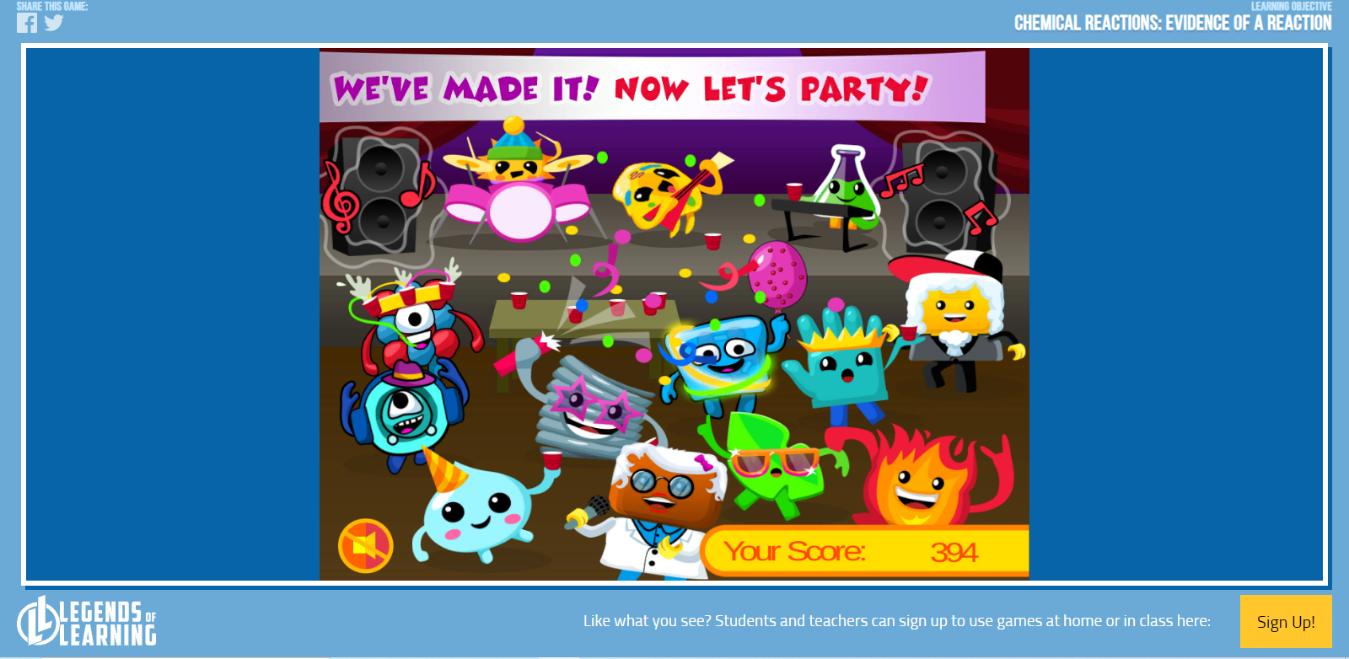 SHARE THIS GAME:
LEARNING OBJECTIVE
CHEMICAL REACTIONS: EVIDENCE OF A REACTION
WE'VE MADE IT! NOW LET'S PARTY!
Your Score: 394
LEGENDS OF
LEARNING
Like what you see? Students and teachers can sign up to use games at home or in class here:
Sign Up!